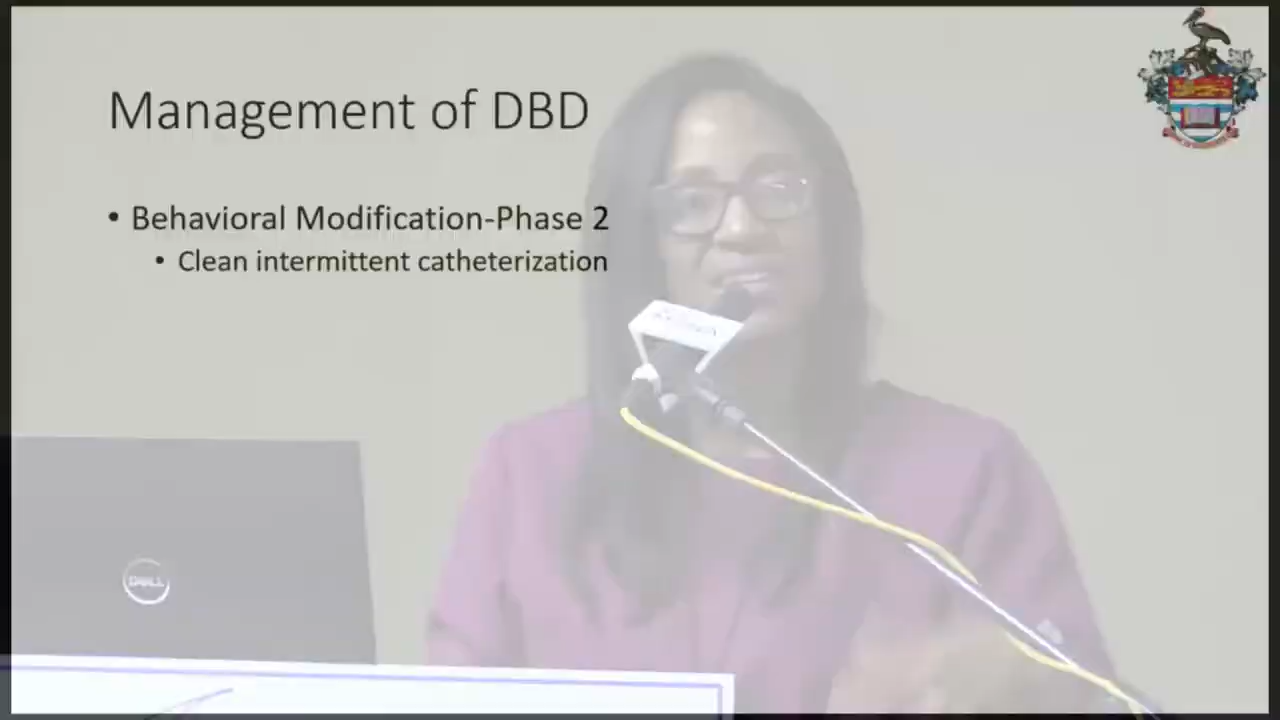 Management of DBD
• Behavioral Modification-Phase 2
• Clean intermittent catheterization
DELL